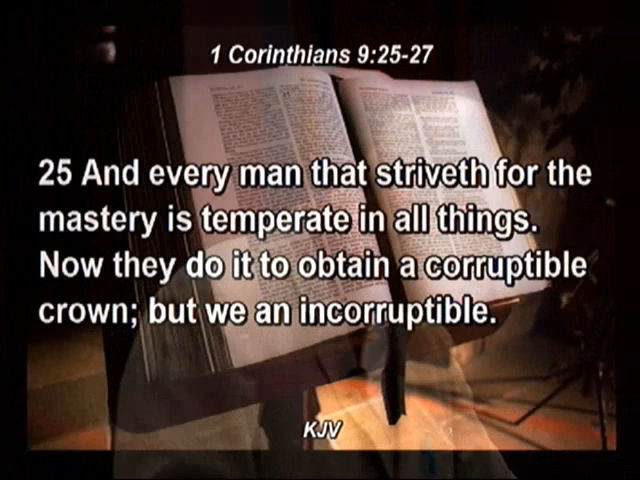 1 Corinthians 9:25-27
25 And every man that striveth for the
mastery is temperate in all things.
Now they do it to obtain a corruptible
crown; but we an incorruptible.
KJV